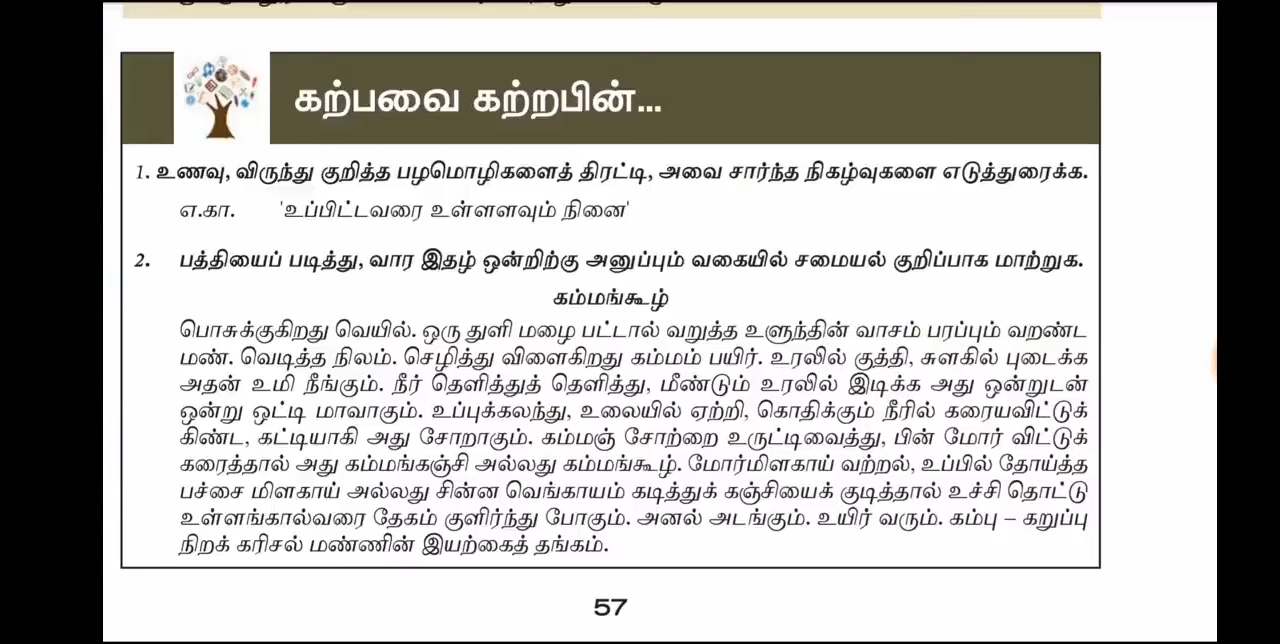 கற்பவை கற்றபின்...
1. உணவு, விருந்து குறித்த பழமொழிகளைத் திரட்டி, அவை சார்ந்த நிகழ்வுகளை எடுத்துரைக்க.
எ.கா. 'உப்பிட்டவரை உள்ளளவும் நினை'
2. பத்தியைப் படித்து, வார இதழ் ஒன்றிற்கு அனுப்பும் வகையில் சமையல் குறிப்பாக மாற்றுக.
கம்மங்கூழ்
பொசுக்குகிறது வெயில். ஒரு துளி மழை பட்டால் வறுத்த உளுந்தின் வாசம் பரப்பும் வறண்ட
மண். வெடித்த நிலம். செழித்து விளைகிறது கம்மம் பயிர். உரலில் குத்தி, சுளகில் புடைக்க
அதன் உமி நீங்கும். நீர் தெளித்துத் தெளித்து, மீண்டும் உரலில் இடிக்க அது ஒன்றுடன்
ஒன்று ஒட்டி மாவாகும். உப்புக்கலந்து, உலையில் ஏற்றி, கொதிக்கும் நீரில் கரையவிட்டுக்
கிண்ட, கட்டியாகி அது சோறாகும். கம்மஞ் சோற்றை உருட்டிவைத்து, பின் மோர் விட்டுக்
கரைத்தால் அது கம்மங்கஞ்சி அல்லது கம்மங்கூழ். மோர்மிளகாய் வற்றல், உப்பில் தோய்த்த
பச்சை மிளகாய் அல்லது சின்ன வெங்காயம் கடித்துக் கஞ்சியைக் குடித்தால் உச்சி தொட்டு
உள்ளங்கால்வரை தேகம் குளிர்ந்து போகும். அனல் அடங்கும். உயிர் வரும். கம்பு – கறுப்பு
நிறக் கரிசல் மண்ணின் இயற்கைத் தங்கம்.
57